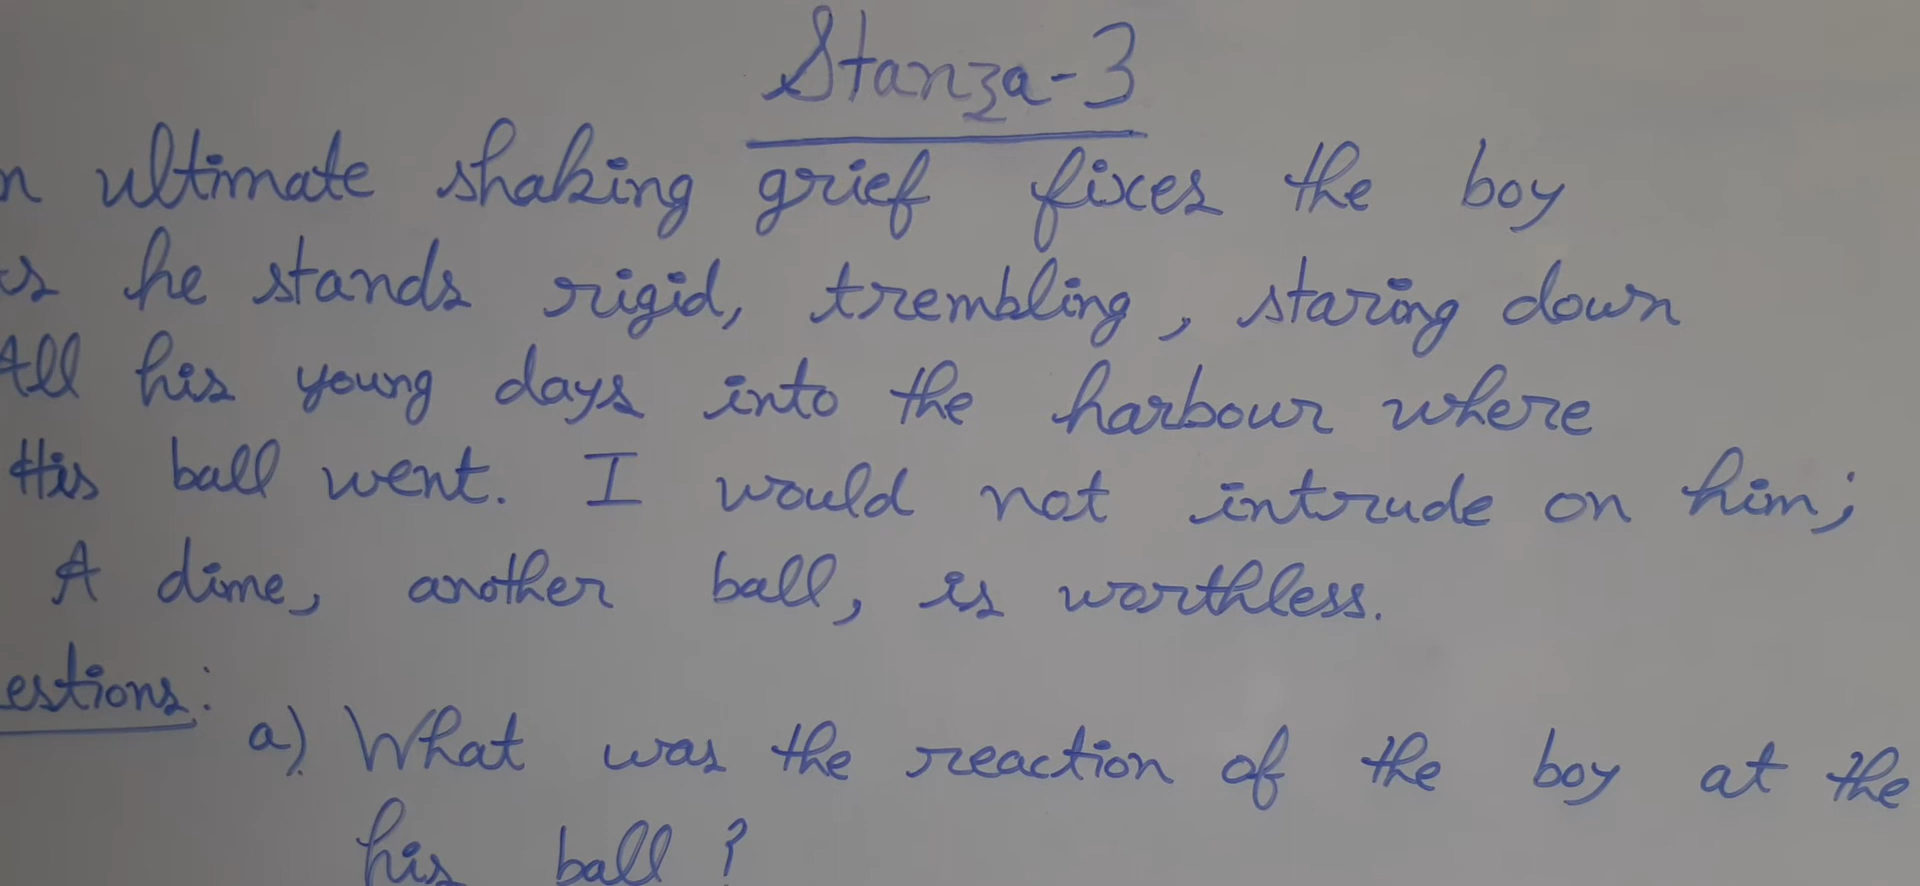 Stanza-3
n ultimate shaking grief fixes the boy
s he stands rigid, trembling, staring down
All his young days into the harbour where
His ball went. I would not intrude on him;
A dime, another ball, is worthless.
estions:
a) What was the reaction of the boy at the
his ball?